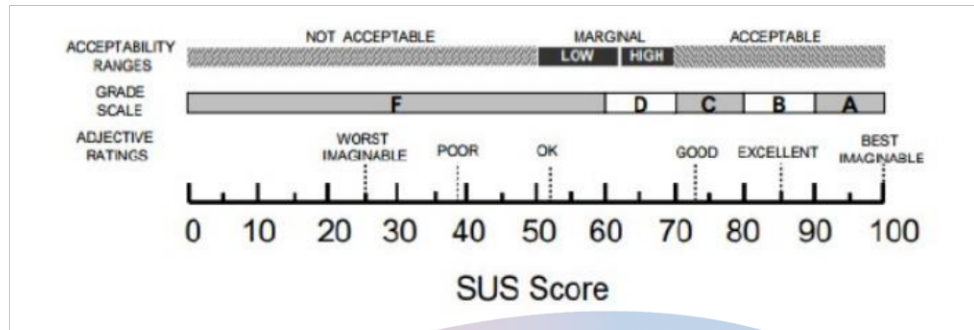 NOT ACCEPTABLE MARGINAL ACCEPTABLE
ACCEPTABILITY RANGES LOW HIGH
GRADE SCALE F D C B A
ADJECTIVE RATINGS WORST IMAGINABLE POOR OK GOOD EXCELLENT BEST IMAGINABLE
0 10 20 30 40 50 60 70 80 90 100
SUS Score